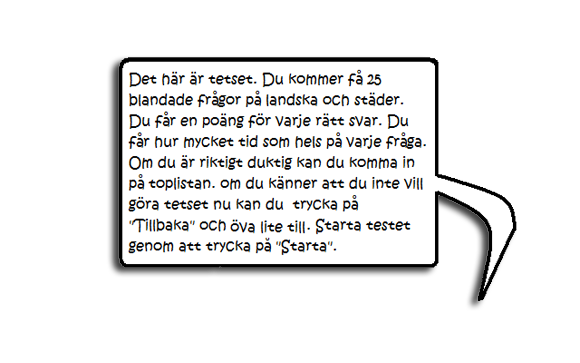 Det här är tetset. Du kommer få 25
blandade frågor på landska och städer.
Du får en poäng för varje rätt svar. Du
får hur mycket tid som hels på varje fråga.
Om du är riktigt duktig kan du komma in
på toplistan. om du känner att du inte vill
göra tetset nu kan du trycka på
"Tillbaka" och öva lite till. Starta testet
genom att trycka på "Starta".